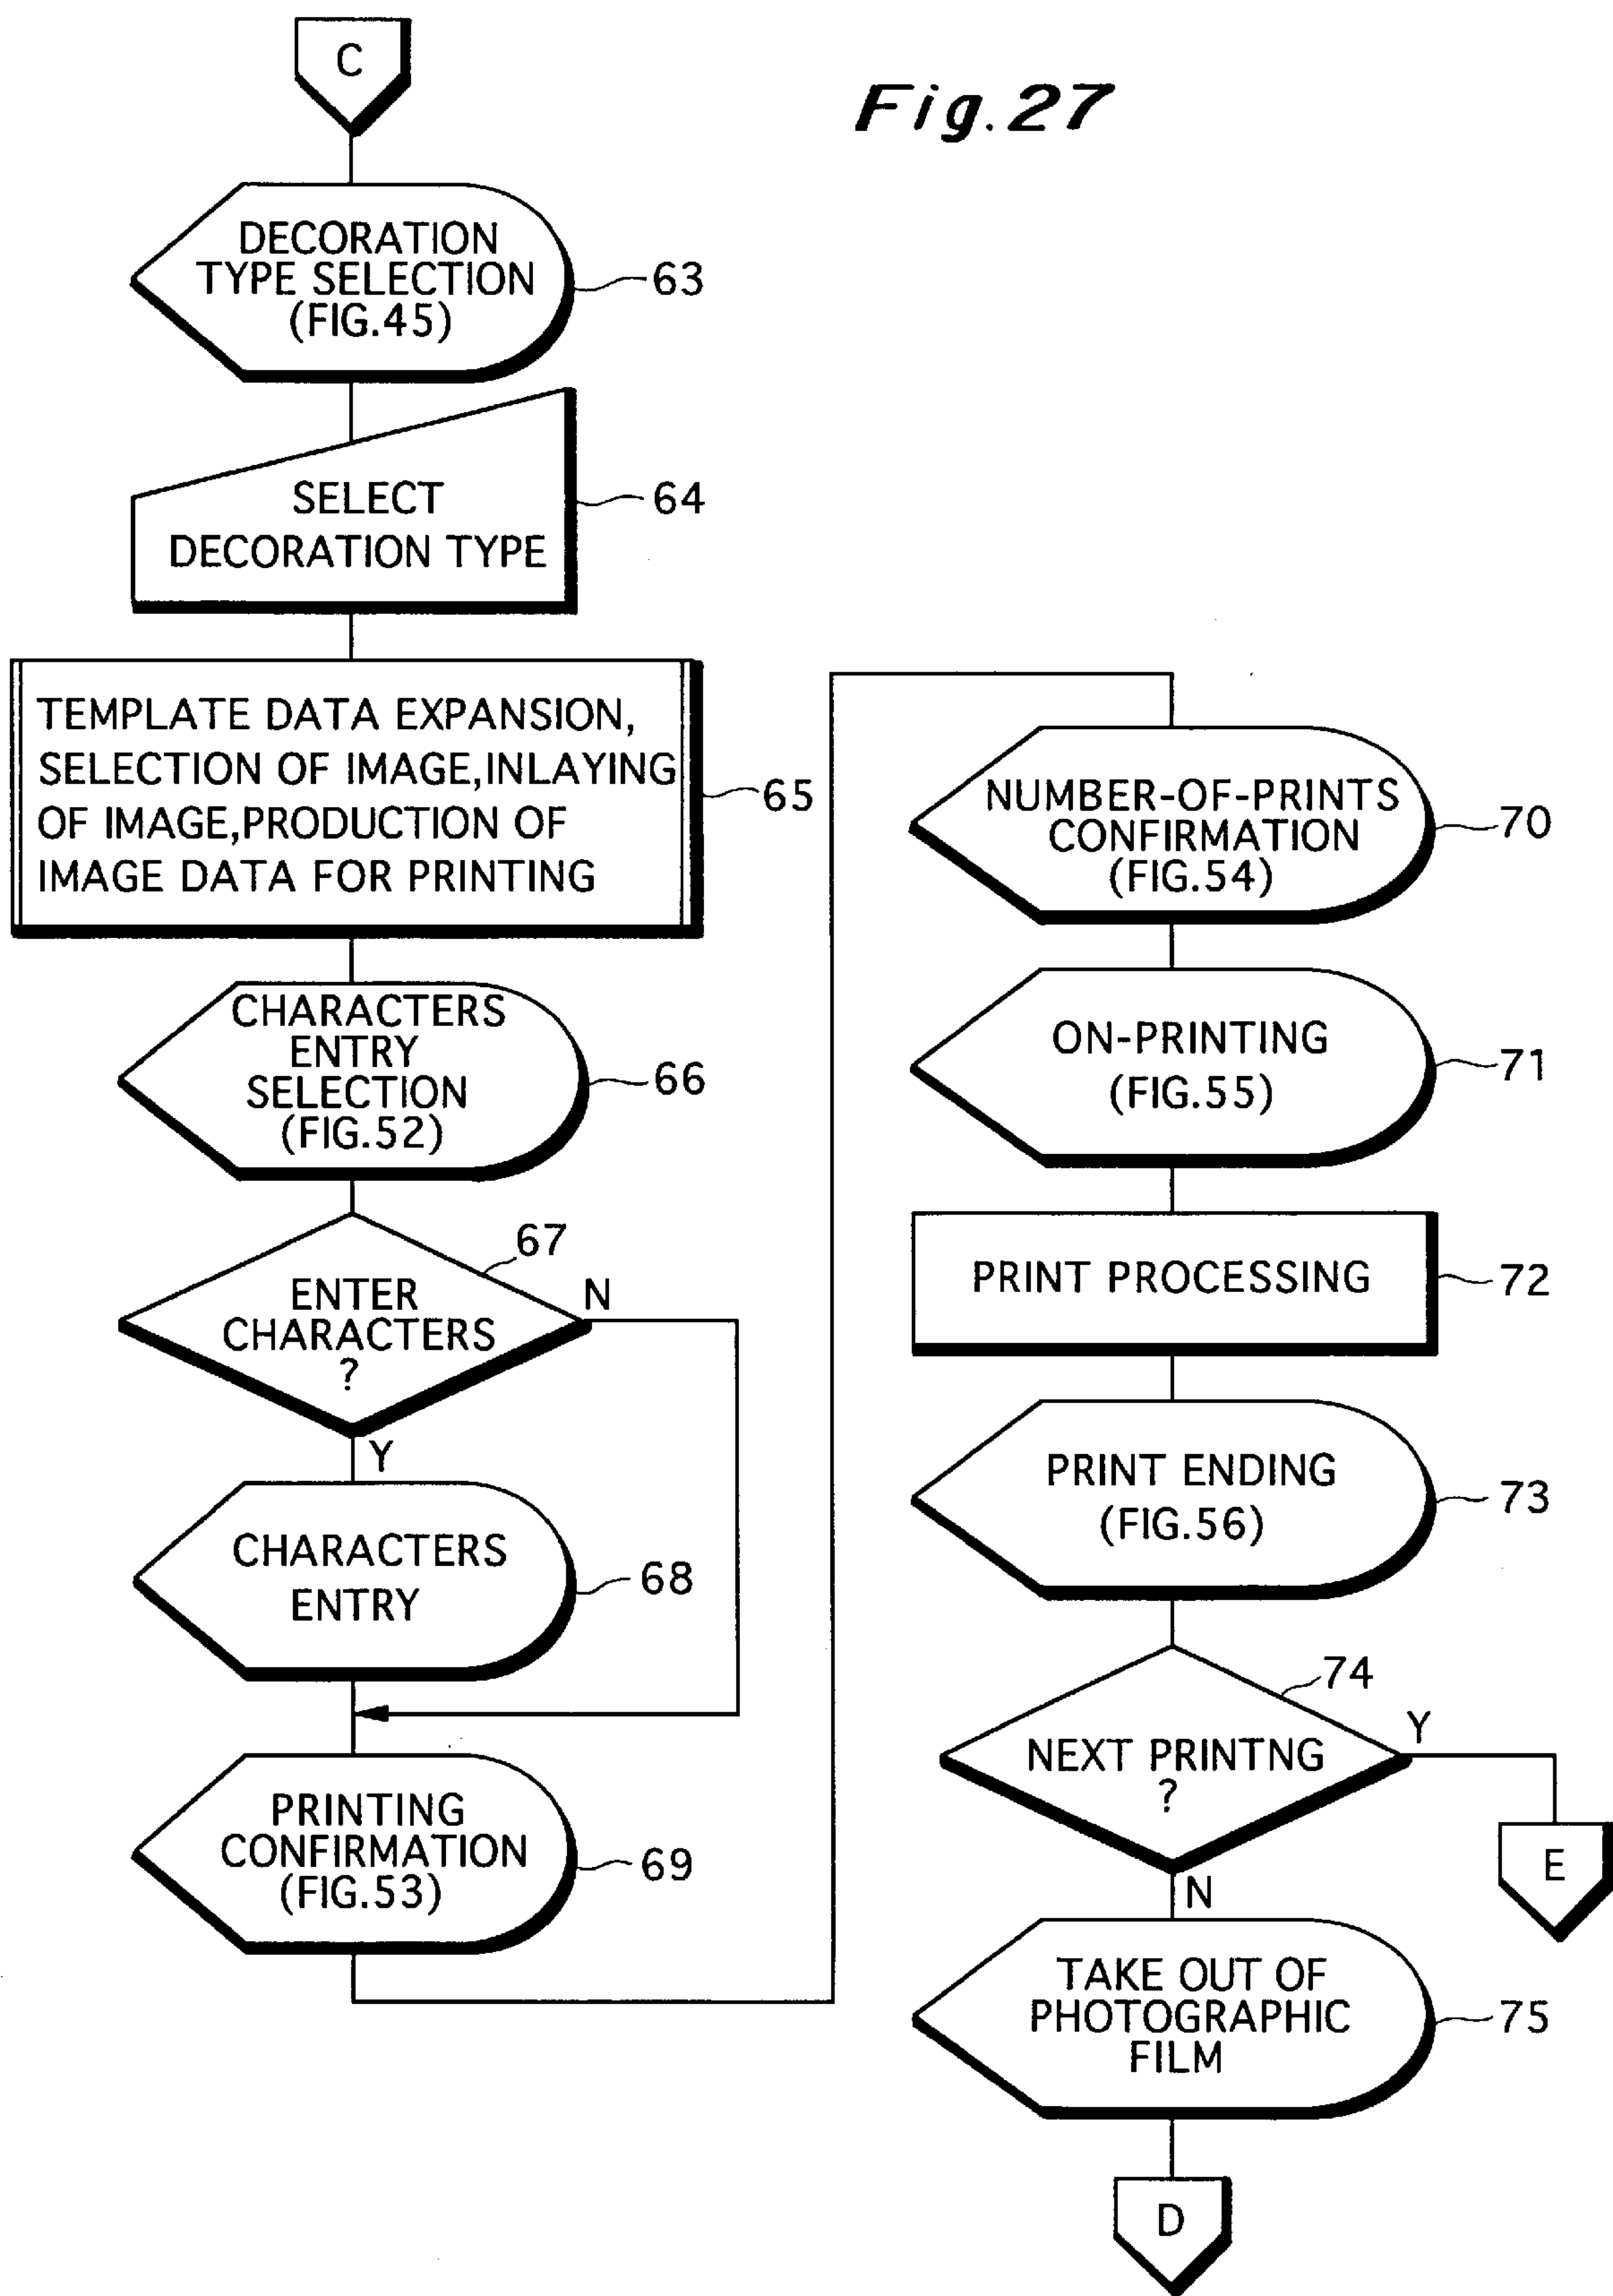 Fig.27
C
DECORATION
TYPE SELECTION
(FIG.45)
63
SELECT
DECORATION TYPE
64
TEMPLATE DATA EXPANSION,
SELECTION OF IMAGE,INLAYING
OF IMAGE,PRODUCTION OF
IMAGE DATA FOR PRINTING
65
CHARACTERS
ENTRY
SELECTION
(FIG.52)
66
67
ENTER
CHARACTERS
?
N
Y
CHARACTERS
ENTRY
68
PRINTING
CONFIRMATION
(FIG.53)
69
NUMBER-OF-PRINTS
CONFIRMATION
(FIG.54)
70
ON-PRINTING
(FIG.55)
71
PRINT PROCESSING
72
PRINT ENDING
(FIG.56)
73
74
NEXT PRINTNG
?
Y
E
N
TAKE OUT OF
PHOTOGRAPHIC
FILM
75
D